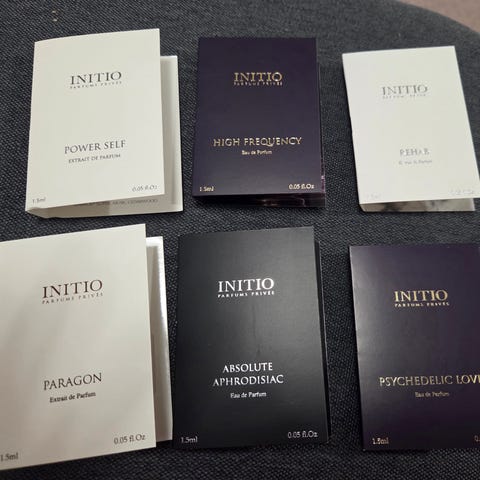 INITIO
PARFUMS PRIVÉS
POWER SELF
EXTRAIT DE PARFUM
1.5ml 0.05 fl.Oz
INITIO
PARFUMS PRIVÉS
HIGH FREQUENCY
Eau de Parfum
1.5ml 0.05 fl.Oz
INITIO
REHAB
INITIO
PARFUMS PRIVÉS
PARAGON
Extrait de Parfum
1.5ml 0.05 fl.Oz
INITIO
PARFUMS PRIVÉS
ABSOLUTE
APHRODISIAC
Eau de Parfum
1.5ml 0.05 fl.Oz
INITIO
PARFUMS PRIVÉS
PSYCHEDELIC LOVE
Eau de Parfum
1.5ml